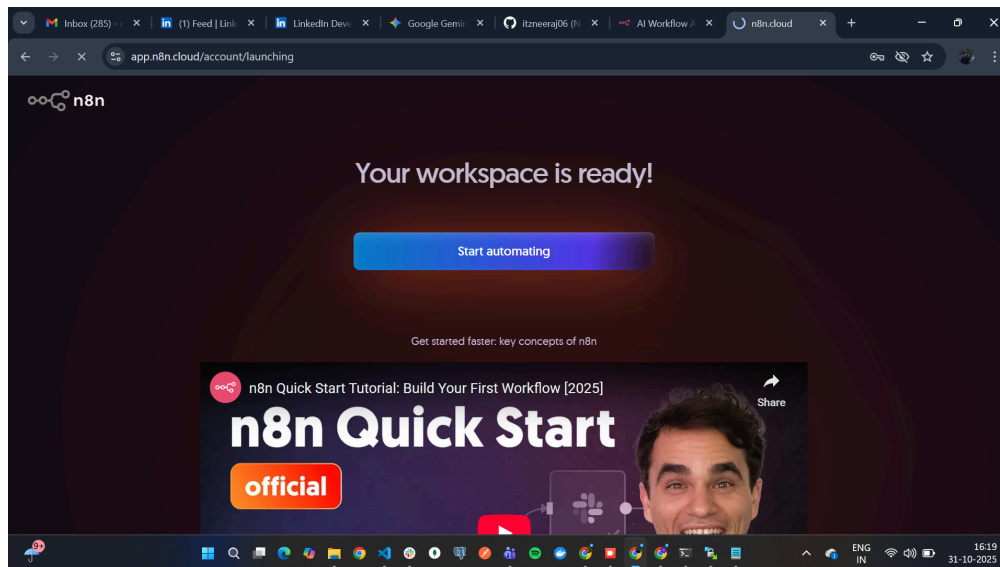 Inbox (285) -
(1) Feed | Link
LinkedIn Deve
Google Gemin
itzneeraj06 (N
AI Workflow A
n8n.cloud
app.n8n.cloud/account/launching
n8n
Your workspace is ready!
Start automating
Get started faster: key concepts of n8n
n8n Quick Start Tutorial: Build Your First Workflow [2025]
Share
n8n Quick Start
official
9+
ENG
IN
16:19
31-10-2025